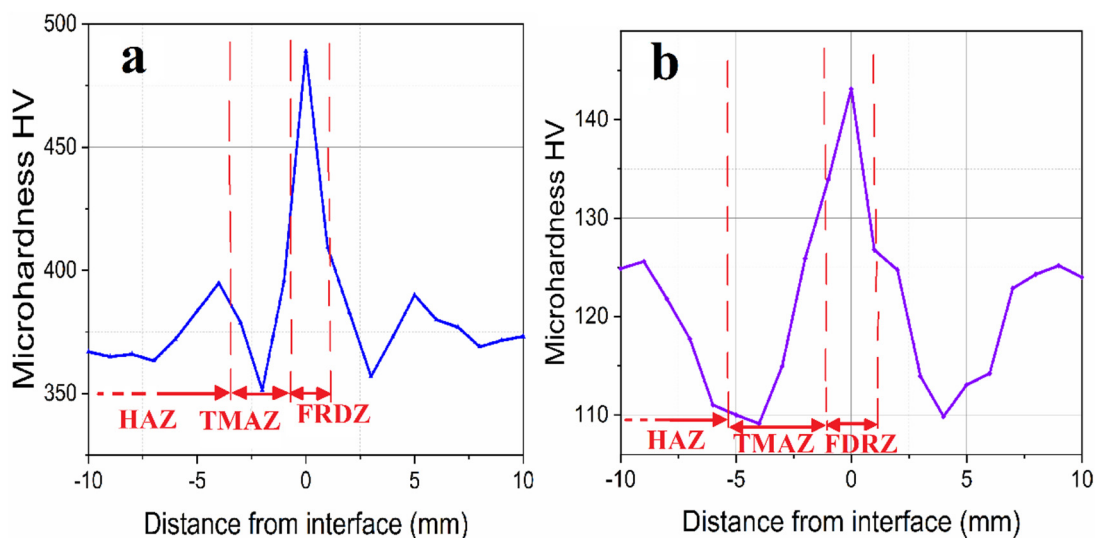 a
Microhardness HV
500
450
400
350
HAZ
TMAZ
FRDZ
-10
-5
0
5
10
Distance from interface (mm)
b
Microhardness HV
140
130
120
110
HAZ
TMAZ
FDRZ
-10
-5
0
5
10
Distance from interface (mm)